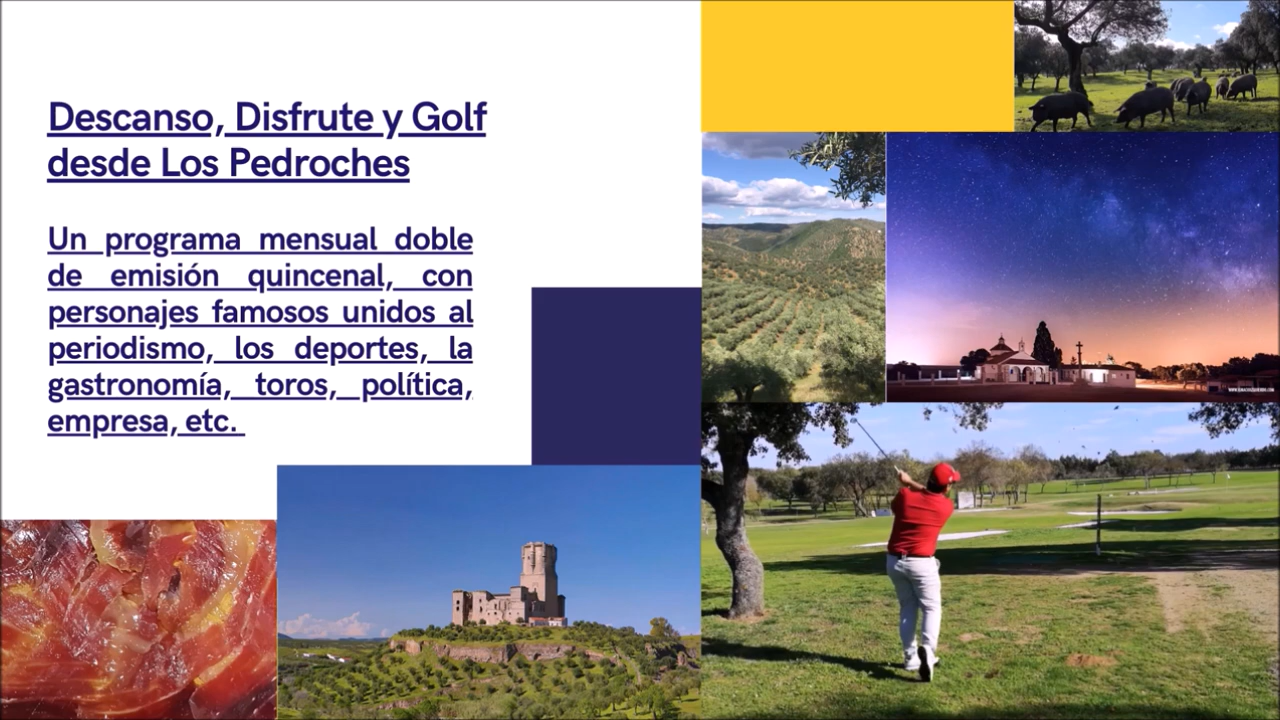 Descanso, Disfrute y Golf
desde Los Pedroches
Un programa mensual doble
de emisión quincenal, con
personajes famosos unidos al
periodismo, los deportes, la
gastronomía, toros, política,
empresa, etc.